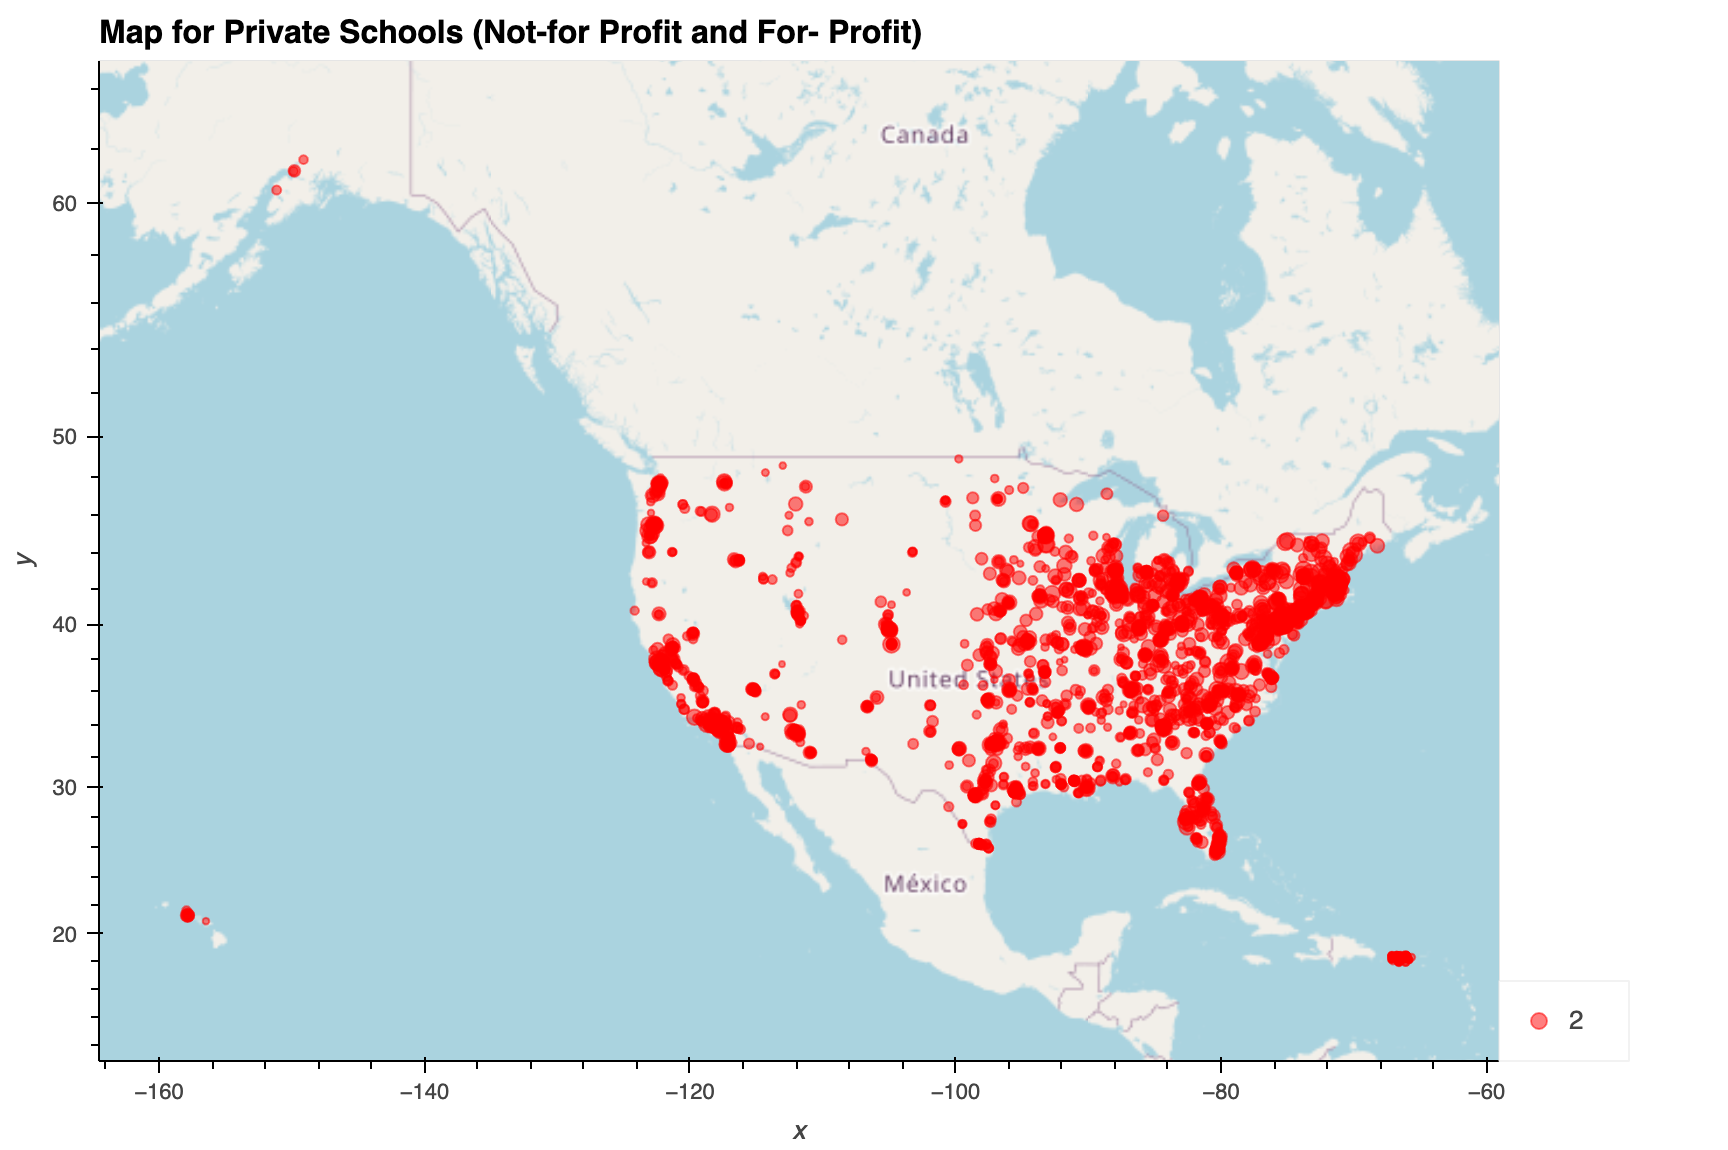 Map for Private Schools (Not-for Profit and For- Profit)
Canada
60
50
40
United States
30
México
20
y
2
−160
−140
−120
−100
−80
−60
x